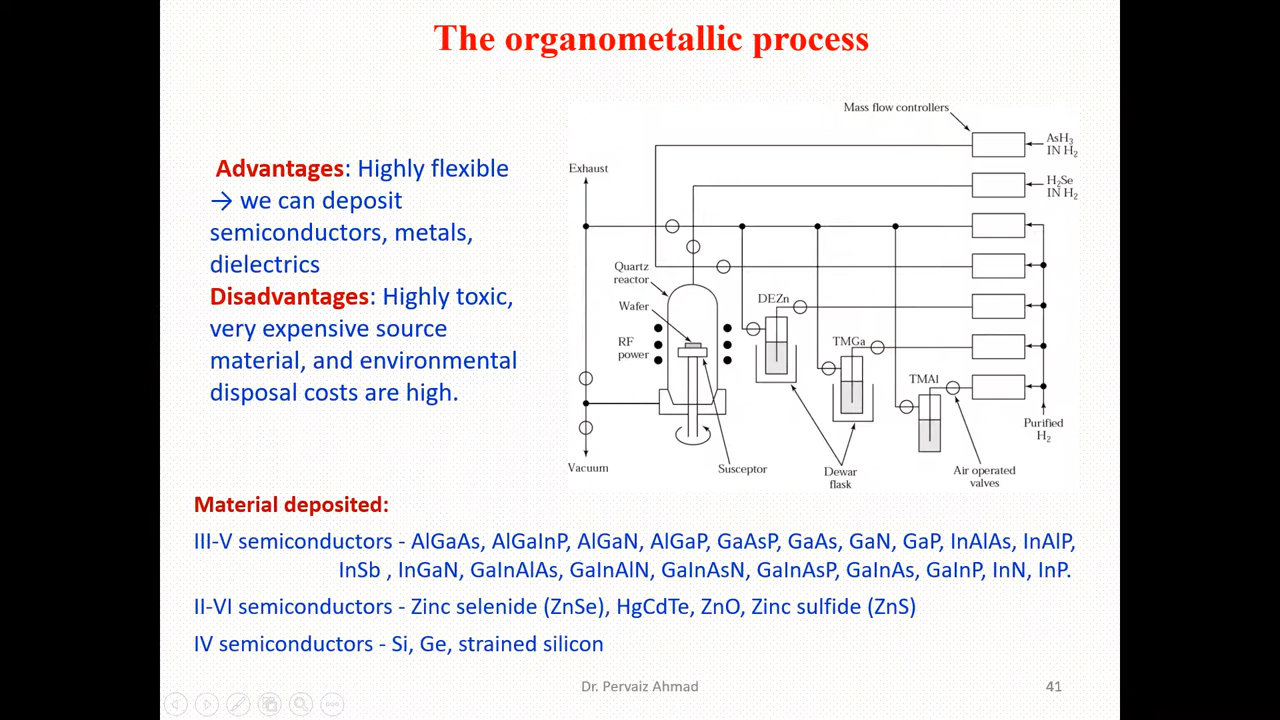 The organometallic process
Advantages: Highly flexible
→ we can deposit
semiconductors, metals,
dielectrics
Disadvantages: Highly toxic,
very expensive source
material, and environmental
disposal costs are high.
Mass flow controllers
AsH₃
IN H₂
H₂Se
IN H₂
Exhaust
Quartz
reactor
Wafer
RF
power
DEZn
TMGa
TMAl
Purified
H₂
Vacuum
Susceptor
Dewar
flask
Air operated
valves
Material deposited:
III-V semiconductors - AlGaAs, AlGaInP, AlGaN, AlGaP, GaAsP, GaAs, GaN, GaP, InAlAs, InAlP,
InSb , InGaN, GaInAlAs, GaInAlN, GaInAsN, GaInAsP, GaInAs, GaInP, InN, InP.
II-VI semiconductors - Zinc selenide (ZnSe), HgCdTe, ZnO, Zinc sulfide (ZnS)
IV semiconductors - Si, Ge, strained silicon
Dr. Pervaiz Ahmad
41